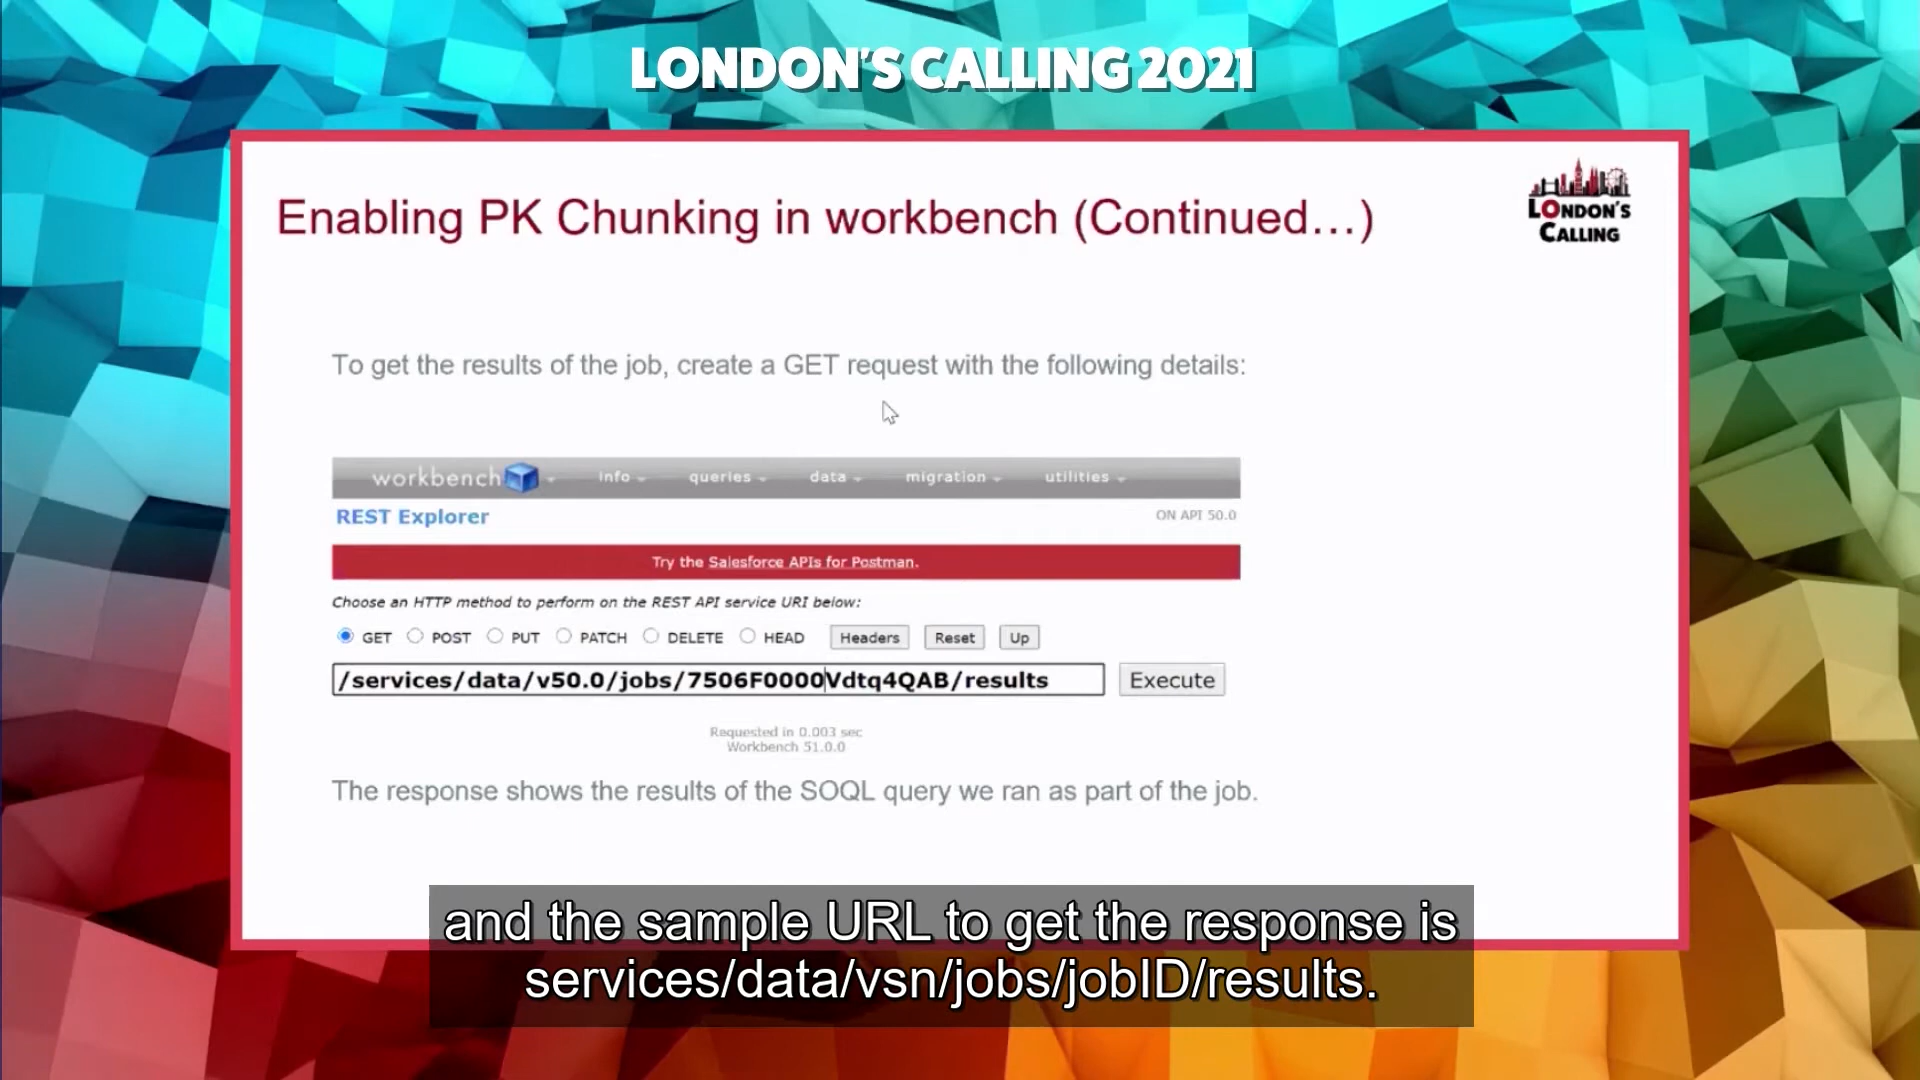 LONDON'S CALLING 2021
Enabling PK Chunking in workbench (Continued…)
LONDON'S
CALLING
To get the results of the job, create a GET request with the following details:
workbench info queries data migration utilities
REST Explorer
ON API 50.0
Try the Salesforce APIs for Postman.
Choose an HTTP method to perform on the REST API service URI below:
GET POST PUT PATCH DELETE HEAD Headers Reset Up
/services/data/v50.0/jobs/7506F0000Vdtq4QAB/results Execute
Requested in 0.003 sec
Workbench 51.0.0
The response shows the results of the SOQL query we ran as part of the job.
and the sample URL to get the response is
services/data/vsn/jobs/jobID/results.